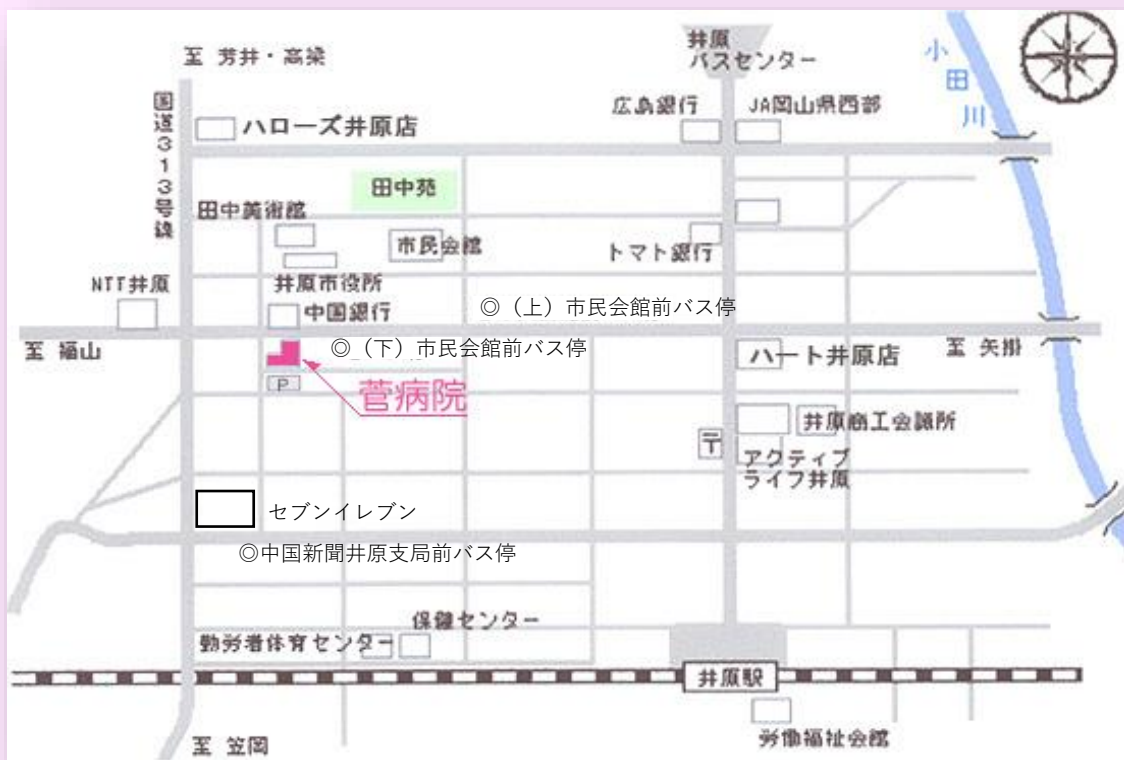 至 芳井・高梁
井原
バスセンター
小田川
国道313号線
ハローズ井原店
広島銀行
JA岡山県西部
田中苑
田中美術館
市民会館
トマト銀行
NTT井原
井原市役所
中国銀行
◎（上）市民会館前バス停
至 福山
◎（下）市民会館前バス停
ハート井原店
至 矢掛
P
菅病院
井原商工会議所
〒
アクティブ
ライフ井原
セブンイレブン
◎中国新聞井原支局前バス停
保健センター
勤労者体育センター
井原駅
至 笠岡
労働福祉会館